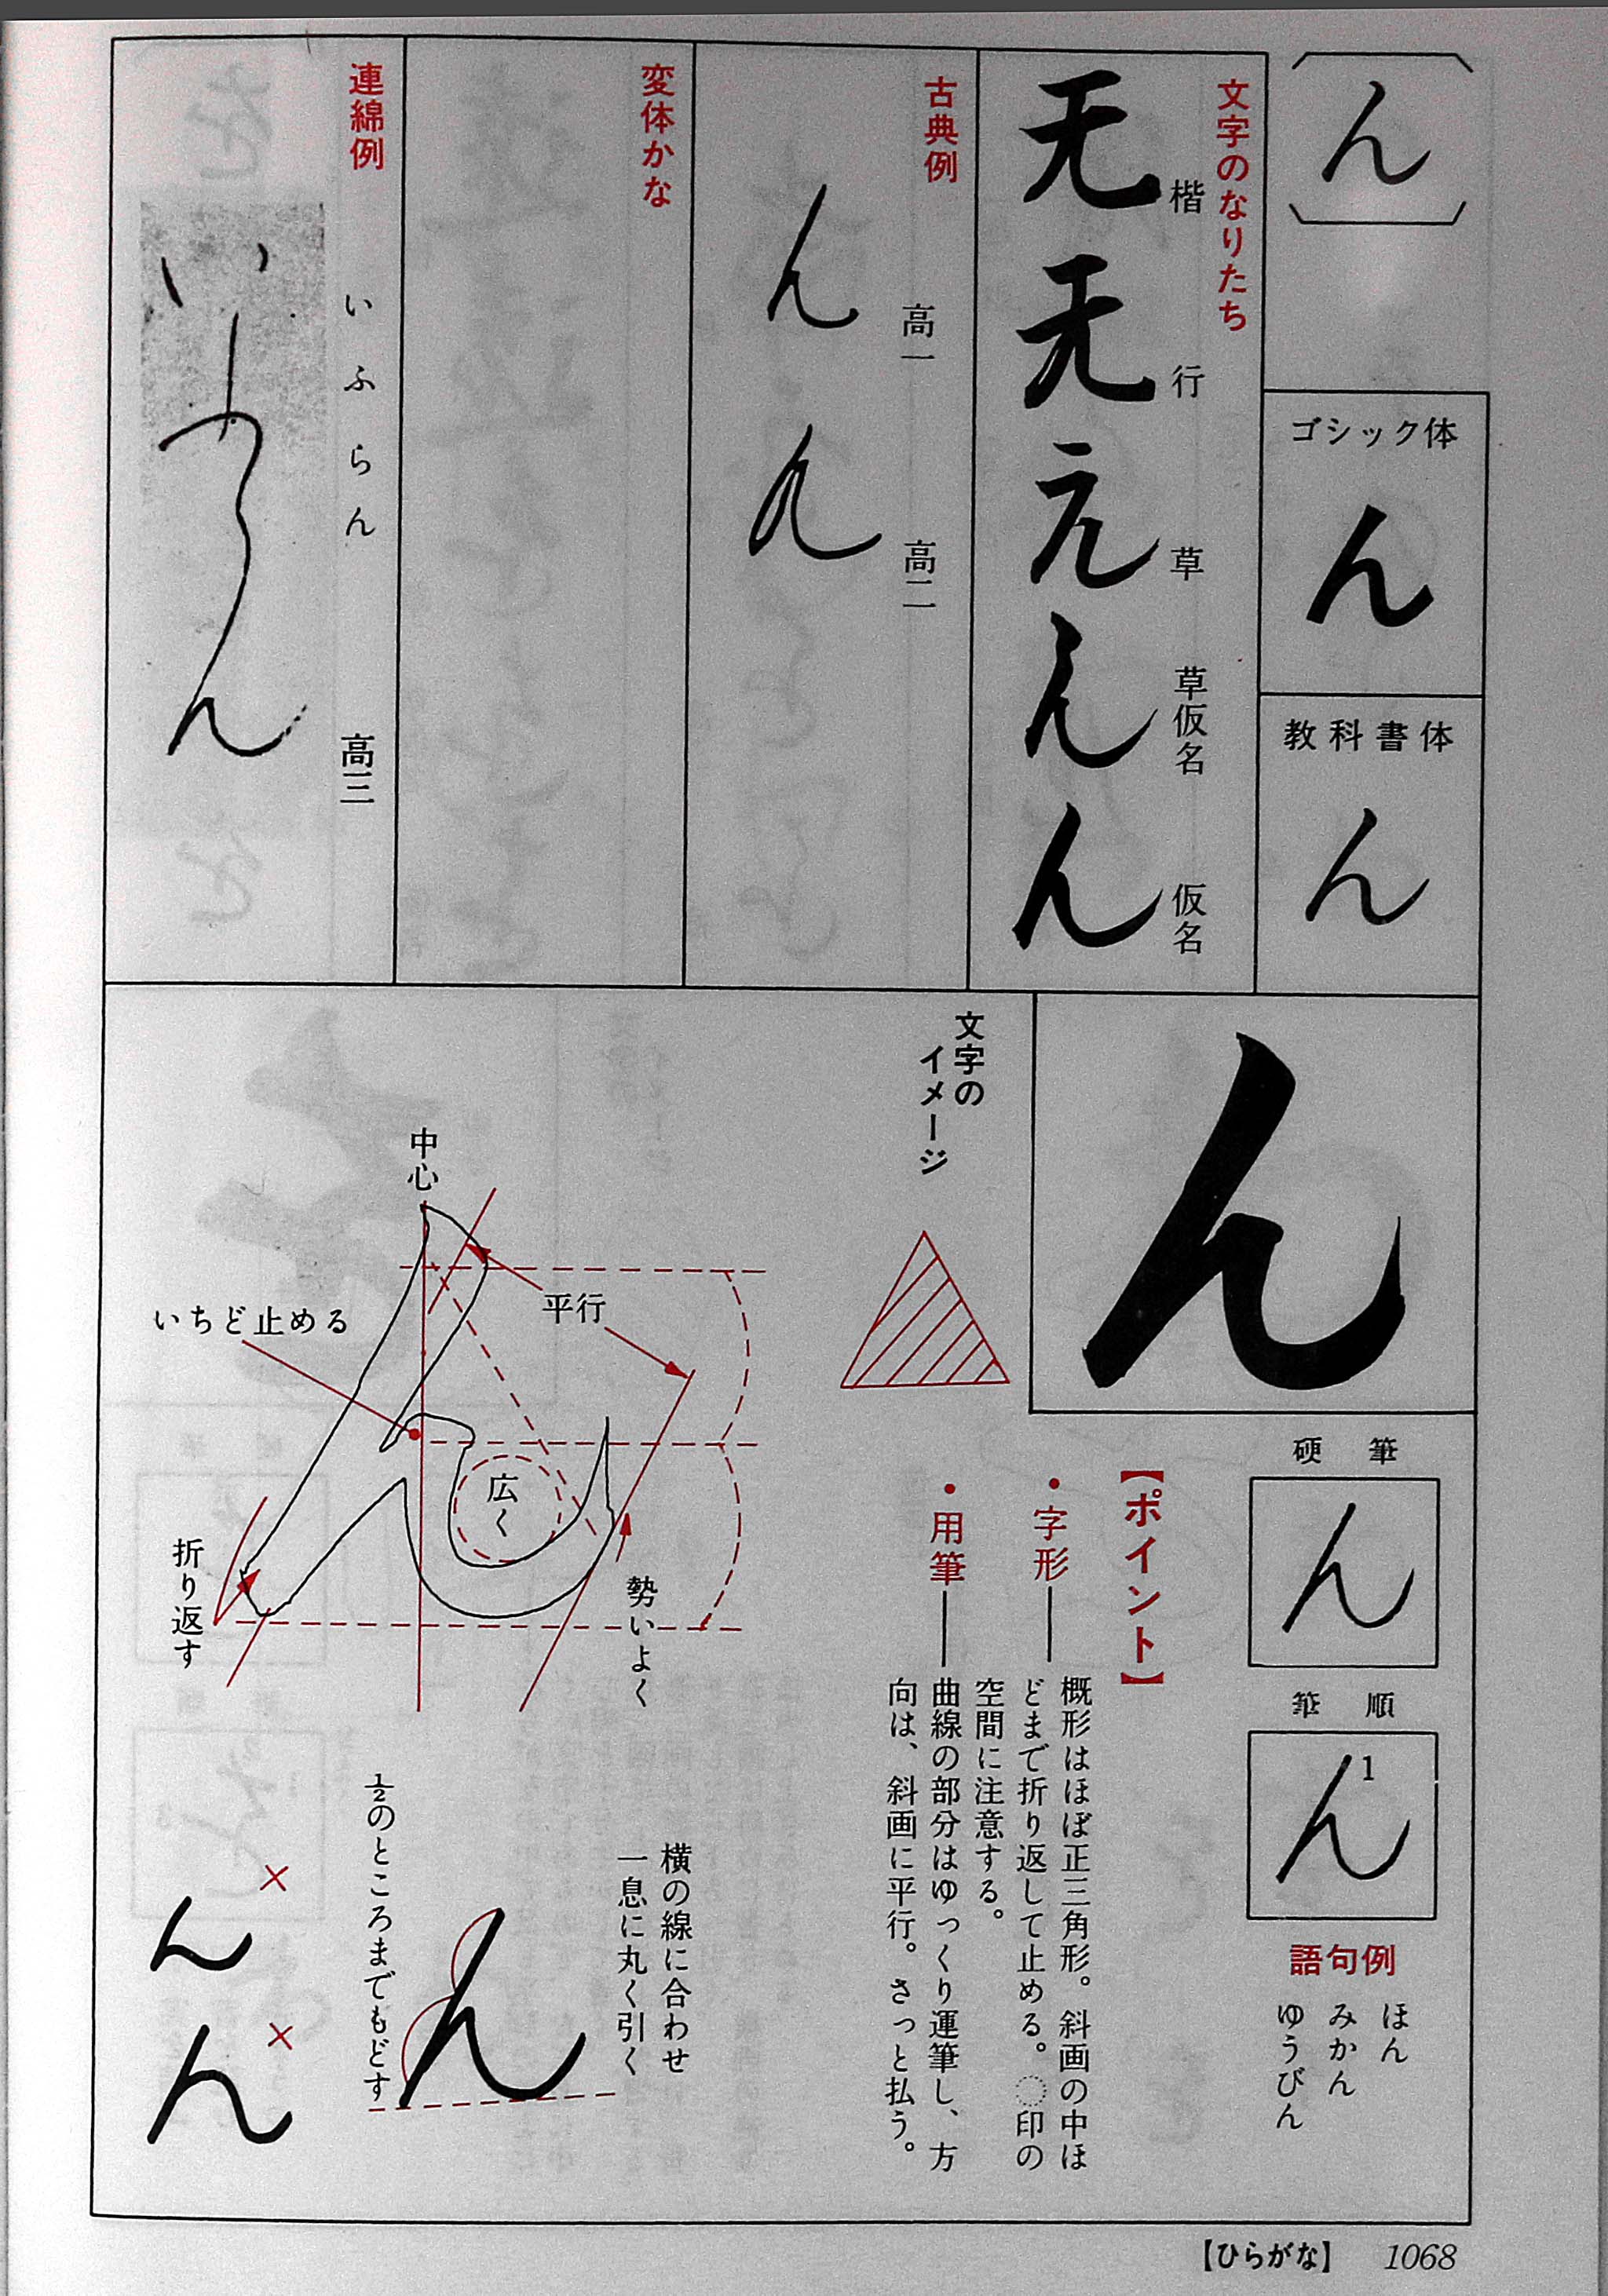 ん
ゴシック体
ん
教科書体
ん
文字のなりたち
无 楷
无 行
え 草
ん 草仮名
ん 仮名
古典例
ん 高一
ん 高二
変体かな
連綿例
いふらん
いふらん 高三
ん
硬筆
ん
筆順
1
ん
語句例
ほん
みかん
ゆうびん
【ポイント】
・字形――概形はほぼ正三角形。斜画の中ほ
どまで折り返して止める。◌印の
空間に注意する。
・用筆――曲線の部分はゆっくり運筆し、方
向は、斜画に平行。さっと払う。
文字の
イメージ
中心
平行
いちど止める
広く
勢いよく
折り返す
横の線に合わせ
一息に丸く引く
ん
½のところまでもどす
×
ん
×
ん
【ひらがな】 1068